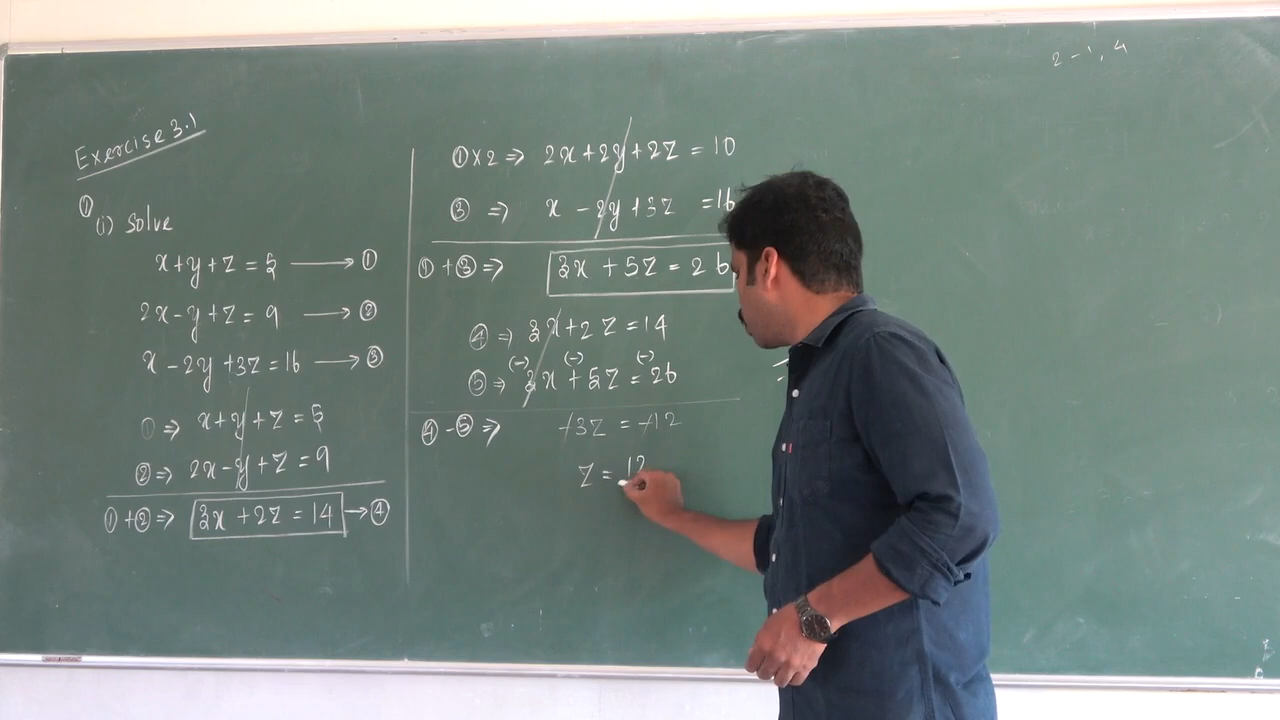 2 - 1, 4
Exercise 3.1
①
(i) Solve
x + y + z = 5 ⟶ ①
2x - y + z = 9 ⟶ ②
x - 2y + 3z = 16 ⟶ ③
① ⇒ x + y + z = 5
② ⇒ 2x - y + z = 9
① + ② ⇒ 3x + 2z = 14 → ④
① × 2 ⇒ 2x + 2y + 2z = 10
③ ⇒ x - 2y + 3z = 16
① + ③ ⇒ 3x + 5z = 26
④ ⇒ 3x + 2z = 14
(-) (-) (-)
⑤ ⇒ 3x + 5z = 26
④ - ⑤ ⇒ -3z = -12
z = 12